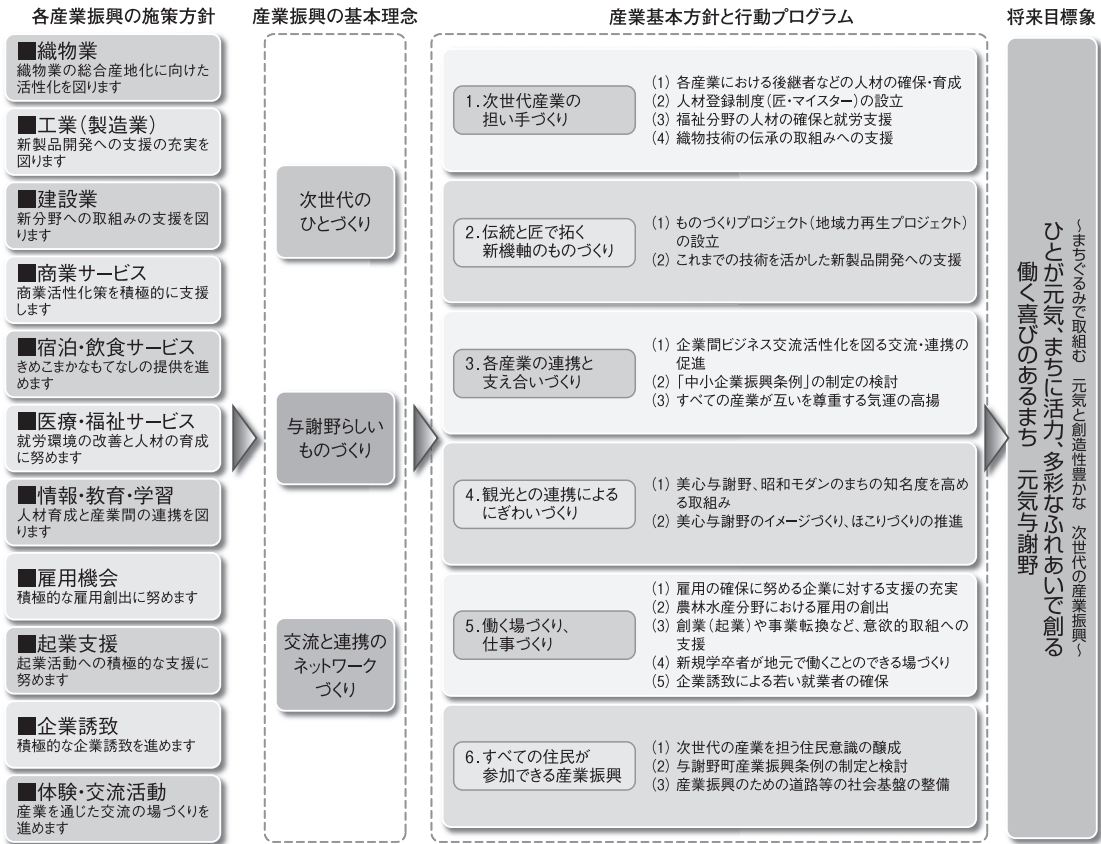 各産業振興の施策方針
■織物業
織物業の総合産地化に向けた
活性化を図ります
■工業（製造業）
新製品開発への支援の充実を
図ります
■建設業
新分野への取組みの支援を図
ります
■商業サービス
商業活性化策を積極的に支援
します
■宿泊・飲食サービス
きめこまかなもてなしの提供を進
めます
■医療・福祉サービス
就労環境の改善と人材の育成
に努めます
■情報・教育・学習
人材育成と産業間の連携を図
ります
■雇用機会
積極的な雇用創出に努めます
■起業支援
起業活動への積極的な支援に
努めます
■企業誘致
積極的な企業誘致を進めます
■体験・交流活動
産業を通じた交流の場づくりを
進めます
産業振興の基本理念
次世代の
ひとづくり
与謝野らしい
ものづくり
交流と連携の
ネットワーク
づくり
産業基本方針と行動プログラム
1.次世代産業の
担い手づくり
(1) 各産業における後継者などの人材の確保・育成
(2) 人材登録制度（匠・マイスター）の設立
(3) 福祉分野の人材の確保と就労支援
(4) 織物技術の伝承の取組みへの支援
2.伝統と匠で拓く
新機軸のものづくり
(1) ものづくりプロジェクト（地域力再生プロジェクト）
の設立
(2) これまでの技術を活かした新製品開発への支援
3.各産業の連携と
支え合いづくり
(1) 企業間ビジネス交流活性化を図る交流・連携の
促進
(2) 「中小企業振興条例」の制定の検討
(3) すべての産業が互いを尊重する気運の高揚
4.観光との連携による
にぎわいづくり
(1) 美心与謝野、昭和モダンのまちの知名度を高め
る取組み
(2) 美心与謝野のイメージづくり、ほこりづくりの推進
5.働く場づくり、
仕事づくり
(1) 雇用の確保に努める企業に対する支援の充実
(2) 農林水産分野における雇用の創出
(3) 創業（起業）や事業転換など、意欲的取組への
支援
(4) 新規学卒者が地元で働くことのできる場づくり
(5) 企業誘致による若い就業者の確保
6.すべての住民が
参加できる産業振興
(1) 次世代の産業を担う住民意識の醸成
(2) 与謝野町産業振興条例の制定と検討
(3) 産業振興のための道路等の社会基盤の整備
将来目標象
～まちぐるみで取組む　元気と創造性豊かな　次世代の産業振興～
ひとが元気、まちに活力、多彩なふれあいで創る
働く喜びのあるまち　元気与謝野